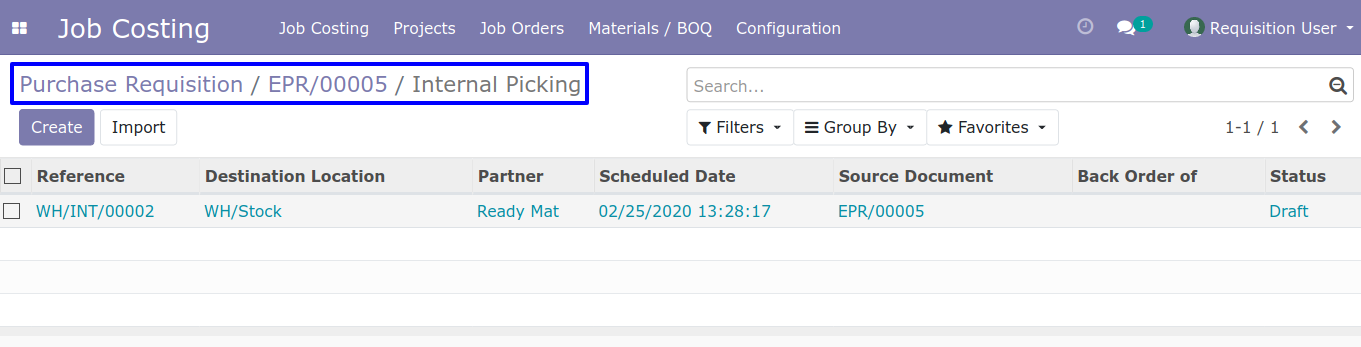 Job Costing Job Costing Projects Job Orders Materials / BOQ Configuration 1 Requisition User
Purchase Requisition / EPR/00005 / Internal Picking Search...
Create Import Filters Group By Favorites 1-1 / 1
Reference Destination Location Partner Scheduled Date Source Document Back Order of Status
WH/INT/00002 WH/Stock Ready Mat 02/25/2020 13:28:17 EPR/00005 Draft